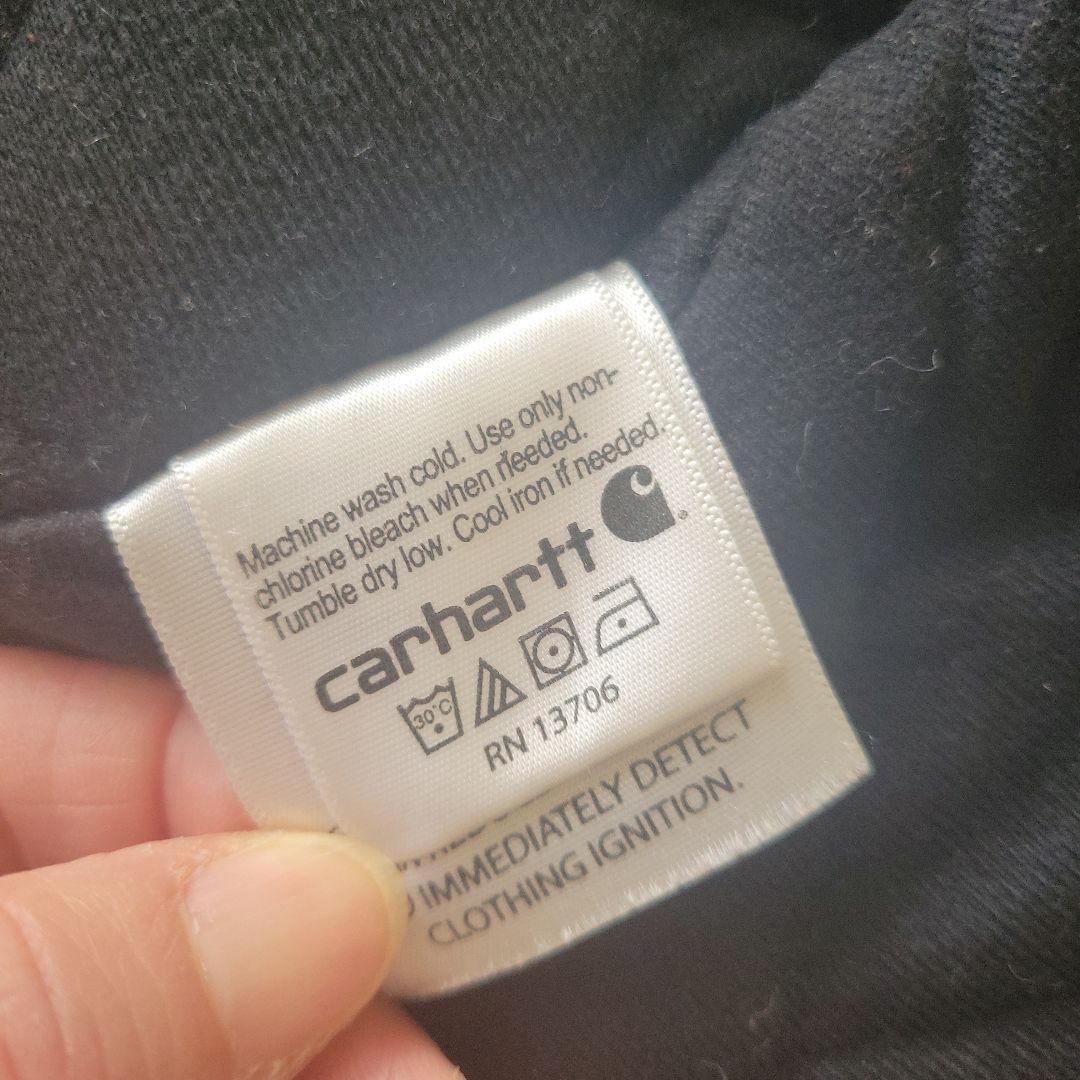 Machine wash cold. Use only non-
chlorine bleach when needed.
Tumble dry low. Cool iron if needed.
carhartt
30°C
RN 13706
IMMEDIATELY DETECT
CLOTHING IGNITION.